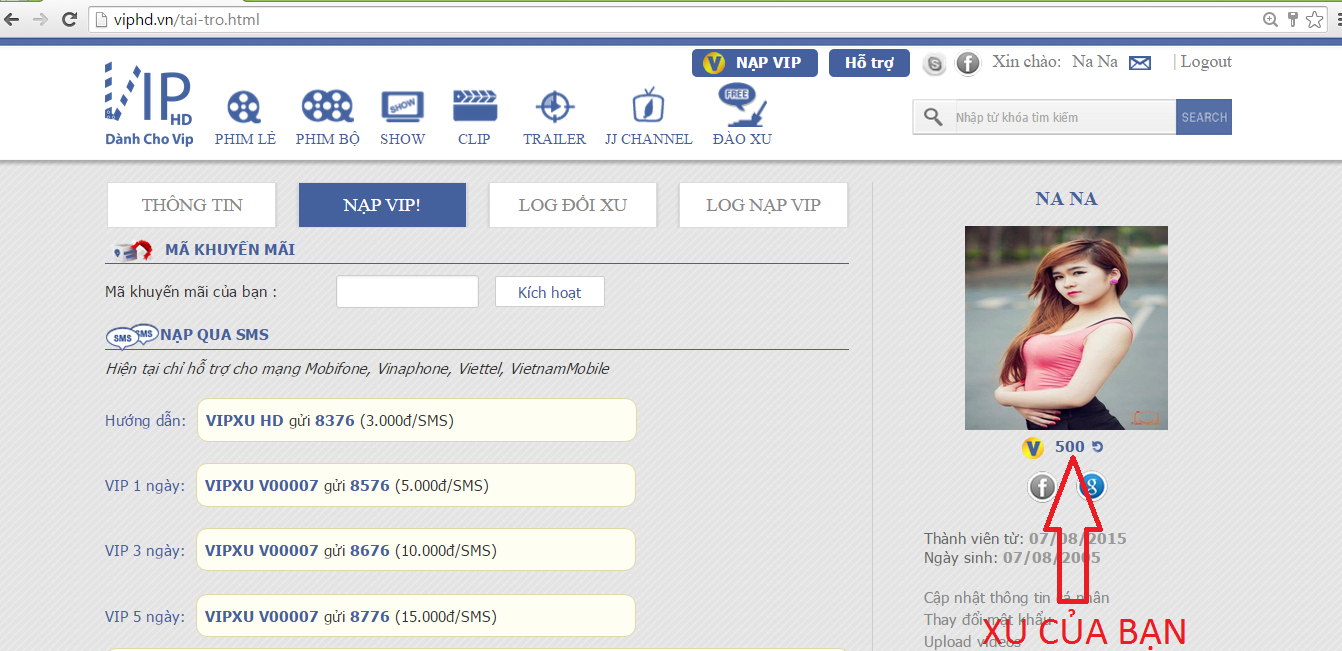 viphd.vn/tai-tro.html
NẠP VIP
Hỗ trợ
Xin chào: Na Na
| Logout
VIP HD
Dành Cho Vip
PHIM LẺ
PHIM BỘ
SHOW
SHOW
CLIP
TRAILER
JJ CHANNEL
FREE
ĐÀO XU
Nhập từ khóa tìm kiếm
SEARCH
THÔNG TIN
NẠP VIP!
LOG ĐỔI XU
LOG NẠP VIP
MÃ KHUYẾN MÃI
Mã khuyến mãi của bạn :
Kích hoạt
SMS SMS NẠP QUA SMS
Hiện tại chỉ hỗ trợ cho mạng Mobifone, Vinaphone, Viettel, VietnamMobile
Hướng dẫn: VIPXU HD gửi 8376 (3.000đ/SMS)
VIP 1 ngày: VIPXU V00007 gửi 8576 (5.000đ/SMS)
VIP 3 ngày: VIPXU V00007 gửi 8676 (10.000đ/SMS)
VIP 5 ngày: VIPXU V00007 gửi 8776 (15.000đ/SMS)
NA NA
V 500
Thành viên từ: 07/08/2015
Ngày sinh: 07/08/2005
Cập nhật thông tin cá nhân
Thay đổi mật khẩu
Upload videos
XU CỦA BẠN